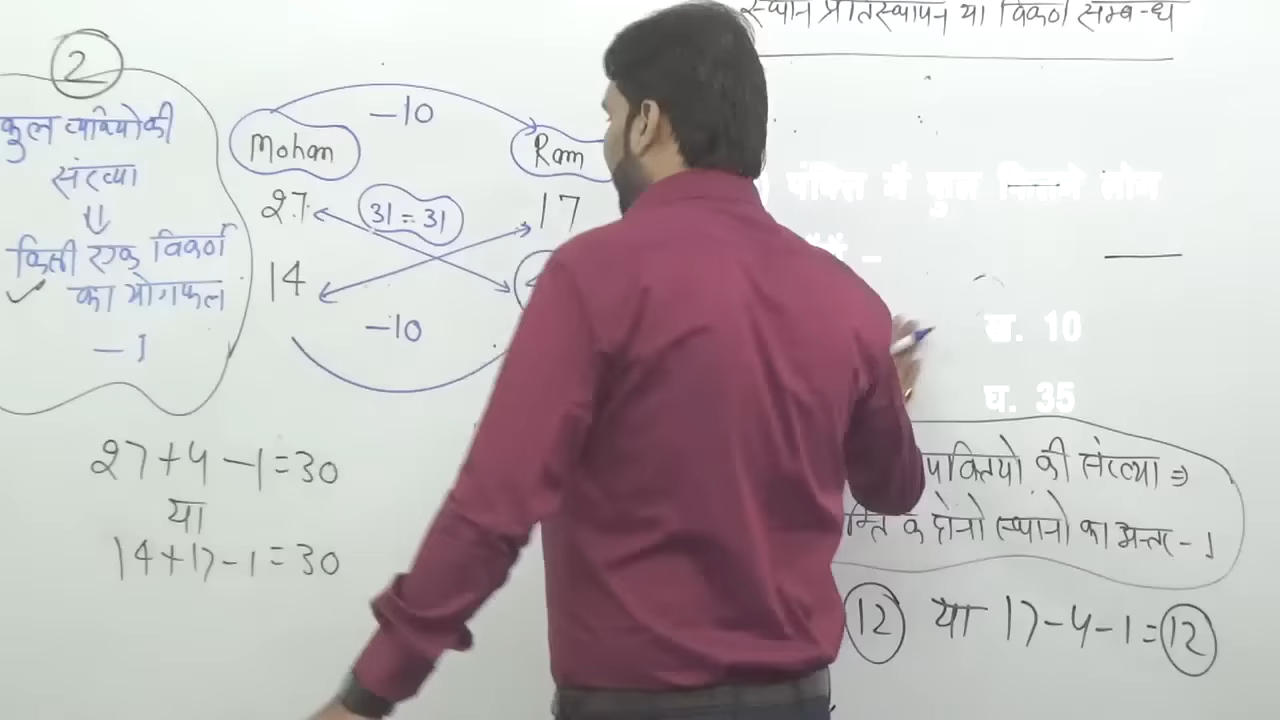 स्थान प्रतिस्थापन या विकर्ण सम्बन्ध
2
कुल व्यक्तियो की
संख्या
⇓
किसी एक विकर्ण
का योगफल
-1
-10
Mohan
Ram
27
31=31
17
14
-10
पंक्ति में कुल कितने लोग
ख. 10
घ. 35
27+4-1=30
या
14+17-1=30
की संख्या ⇒
दोनो स्थानो का अन्तर-1
12 या 17-4-1=12